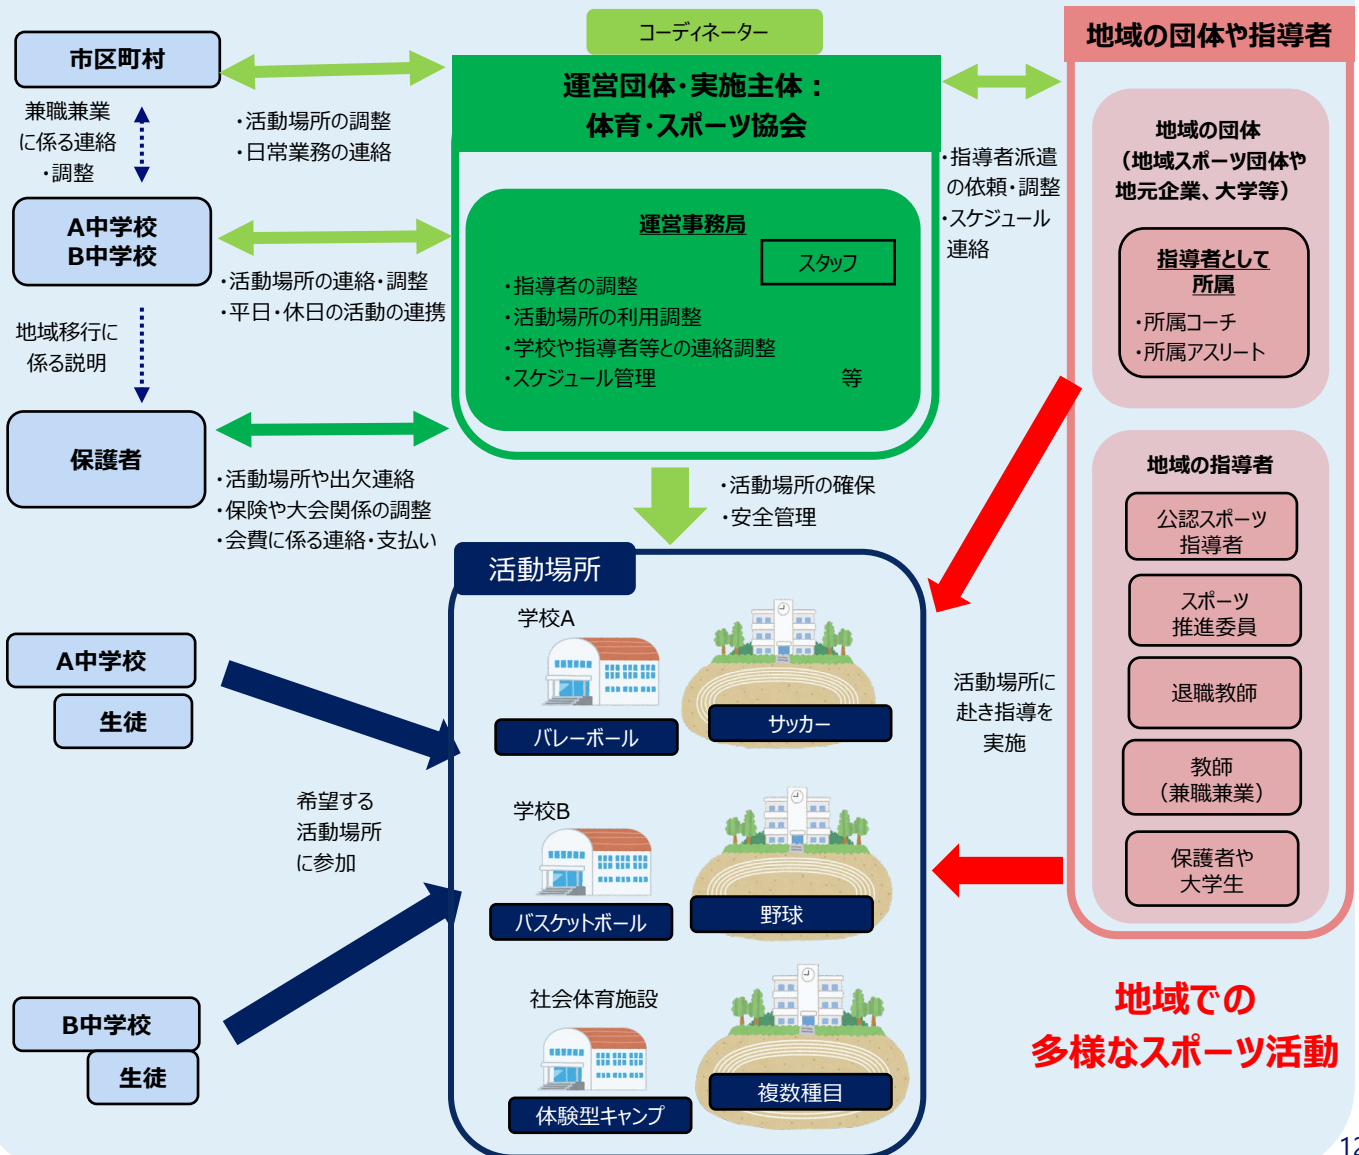 コーディネーター
運営団体・実施主体：
体育・スポーツ協会
運営事務局
スタッフ
・指導者の調整
・活動場所の利用調整
・学校や指導者等との連絡調整
・スケジュール管理　　　　　　　　等
市区町村
・活動場所の調整
・日常業務の連絡
兼職兼業
に係る連絡
・調整
A中学校
B中学校
・活動場所の連絡・調整
・平日・休日の活動の連携
地域移行に
係る説明
保護者
・活動場所や出欠連絡
・保険や大会関係の調整
・会費に係る連絡・支払い
・活動場所の確保
・安全管理
・指導者派遣
の依頼・調整
・スケジュール
連絡
地域の団体や指導者
地域の団体
（地域スポーツ団体や
地元企業、大学等）
指導者として
所属
・所属コーチ
・所属アスリート
地域の指導者
公認スポーツ
指導者
スポーツ
推進委員
退職教師
教師
（兼職兼業）
保護者や
大学生
活動場所に
赴き指導を
実施
活動場所
学校A
バレーボール
サッカー
学校B
バスケットボール
野球
社会体育施設
体験型キャンプ
複数種目
A中学校
生徒
希望する
活動場所
に参加
B中学校
生徒
地域での
多様なスポーツ活動
12